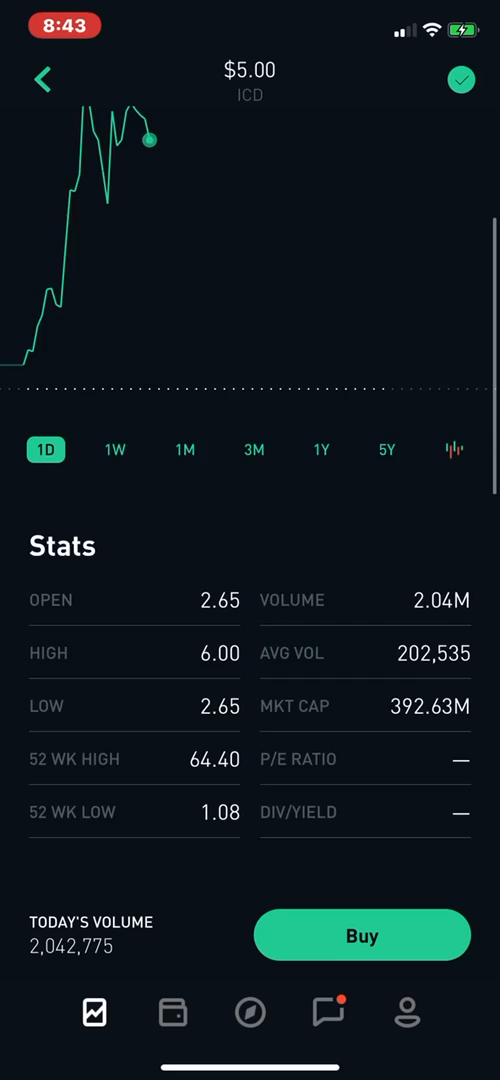 8:43
$5.00
ICD
1D 1W 1M 3M 1Y 5Y
Stats
OPEN 2.65 VOLUME 2.04M
HIGH 6.00 AVG VOL 202,535
LOW 2.65 MKT CAP 392.63M
52 WK HIGH 64.40 P/E RATIO —
52 WK LOW 1.08 DIV/YIELD —
TODAY'S VOLUME
2,042,775
Buy